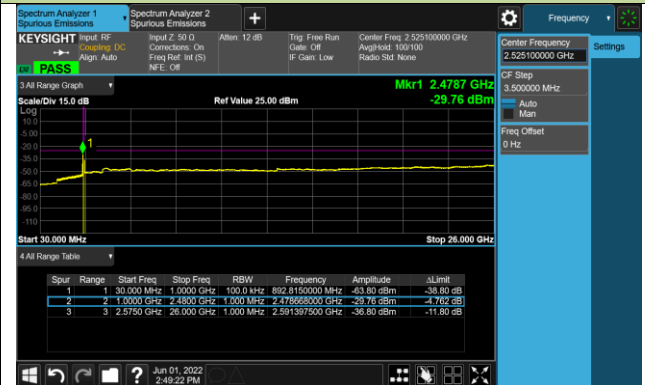 Spectrum Analyzer 1
Spurious Emissions
Spectrum Analyzer 2
Spurious Emissions
Frequency
KEYSIGHT
Input: RF
Coupling: DC
Align: Auto
PASS
Input Z: 50 Ω
Corrections: On
Freq Ref: Int (S)
NFE: Off
Atten: 12 dB
Trig: Free Run
Gate: Off
IF Gain: Low
Center Freq: 2.525100000 GHz
Avg|Hold: 100/100
Radio Std: None
Center Frequency
2.525100000 GHz
Settings
CF Step
3.500000 MHz
Auto
Man
Freq Offset
0 Hz
3 All Range Graph
Mkr1 2.4787 GHz
-29.76 dBm
Scale/Div 15.0 dB
Ref Value 25.00 dBm
Log
10.0
-5.00
-20.0
-35.0
-50.0
-65.0
-80.0
-95.0
-110
1
Start 30.000 MHz
Stop 26.000 GHz
4 All Range Table
Spur Range Start Freq Stop Freq RBW Frequency Amplitude ΔLimit
1 1 30.000 MHz 1.0000 GHz 100.0 kHz 892.8150000 MHz -63.80 dBm -38.80 dB
2 2 1.0000 GHz 2.4800 GHz 1.000 MHz 2.478668000 GHz -29.76 dBm -4.762 dB
3 3 2.5750 GHz 26.000 GHz 1.000 MHz 2.591397500 GHz -36.80 dBm -11.80 dB
?
Jun 01, 2022
2:49:22 PM